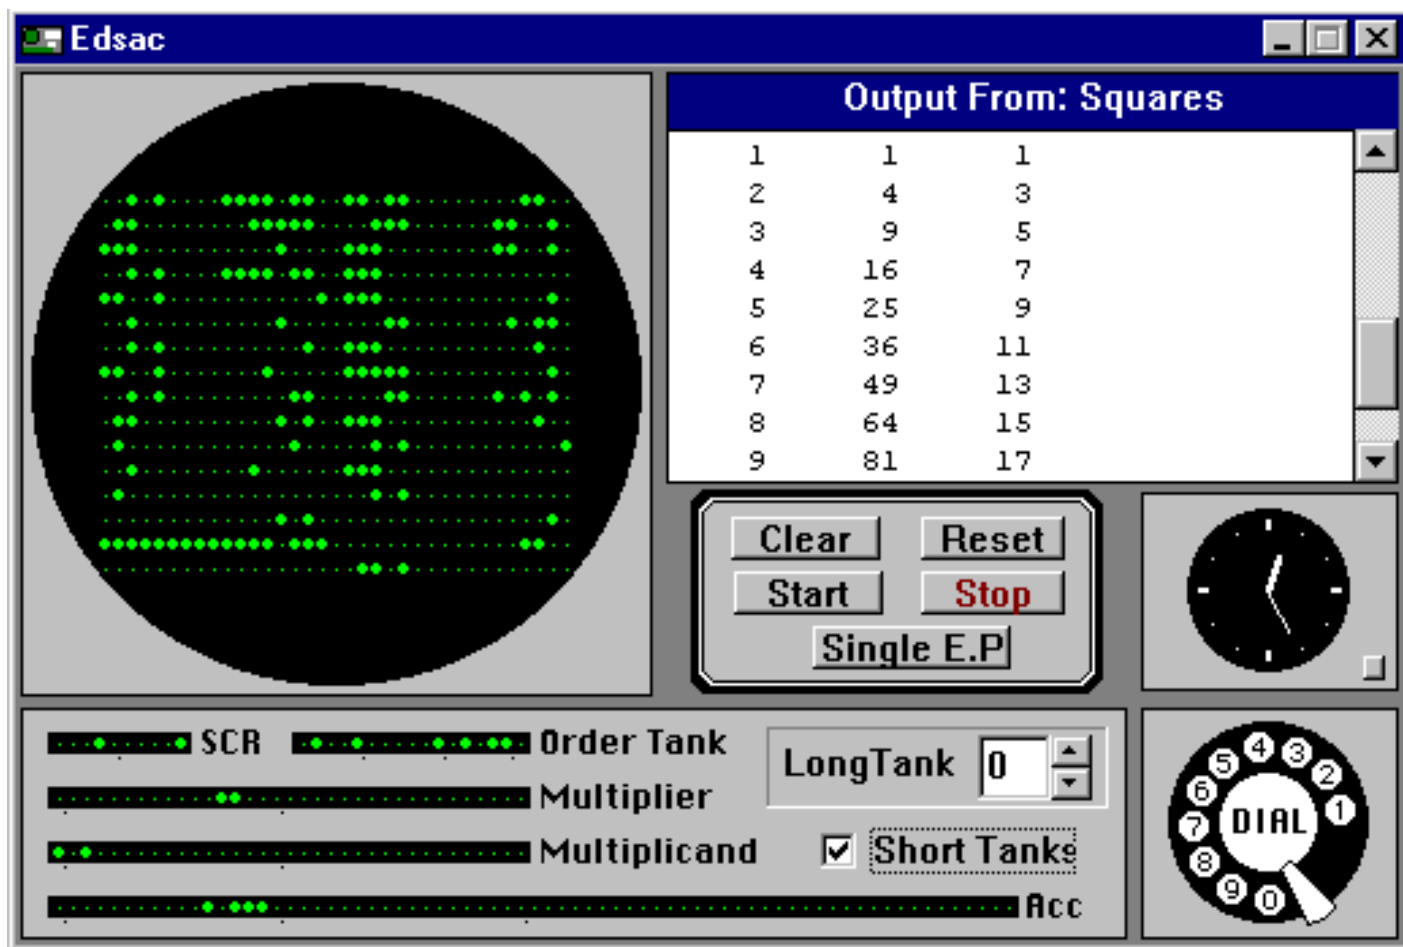 Edsac
Output From: Squares
1 1 1
2 4 3
3 9 5
4 16 7
5 25 9
6 36 11
7 49 13
8 64 15
9 81 17
Clear Reset
Start Stop
Single E.P
SCR Order Tank
Multiplier
Multiplicand
Acc
LongTank 0
Short Tanks
4 3
5 2
6 1
7 DIAL
8
9 0